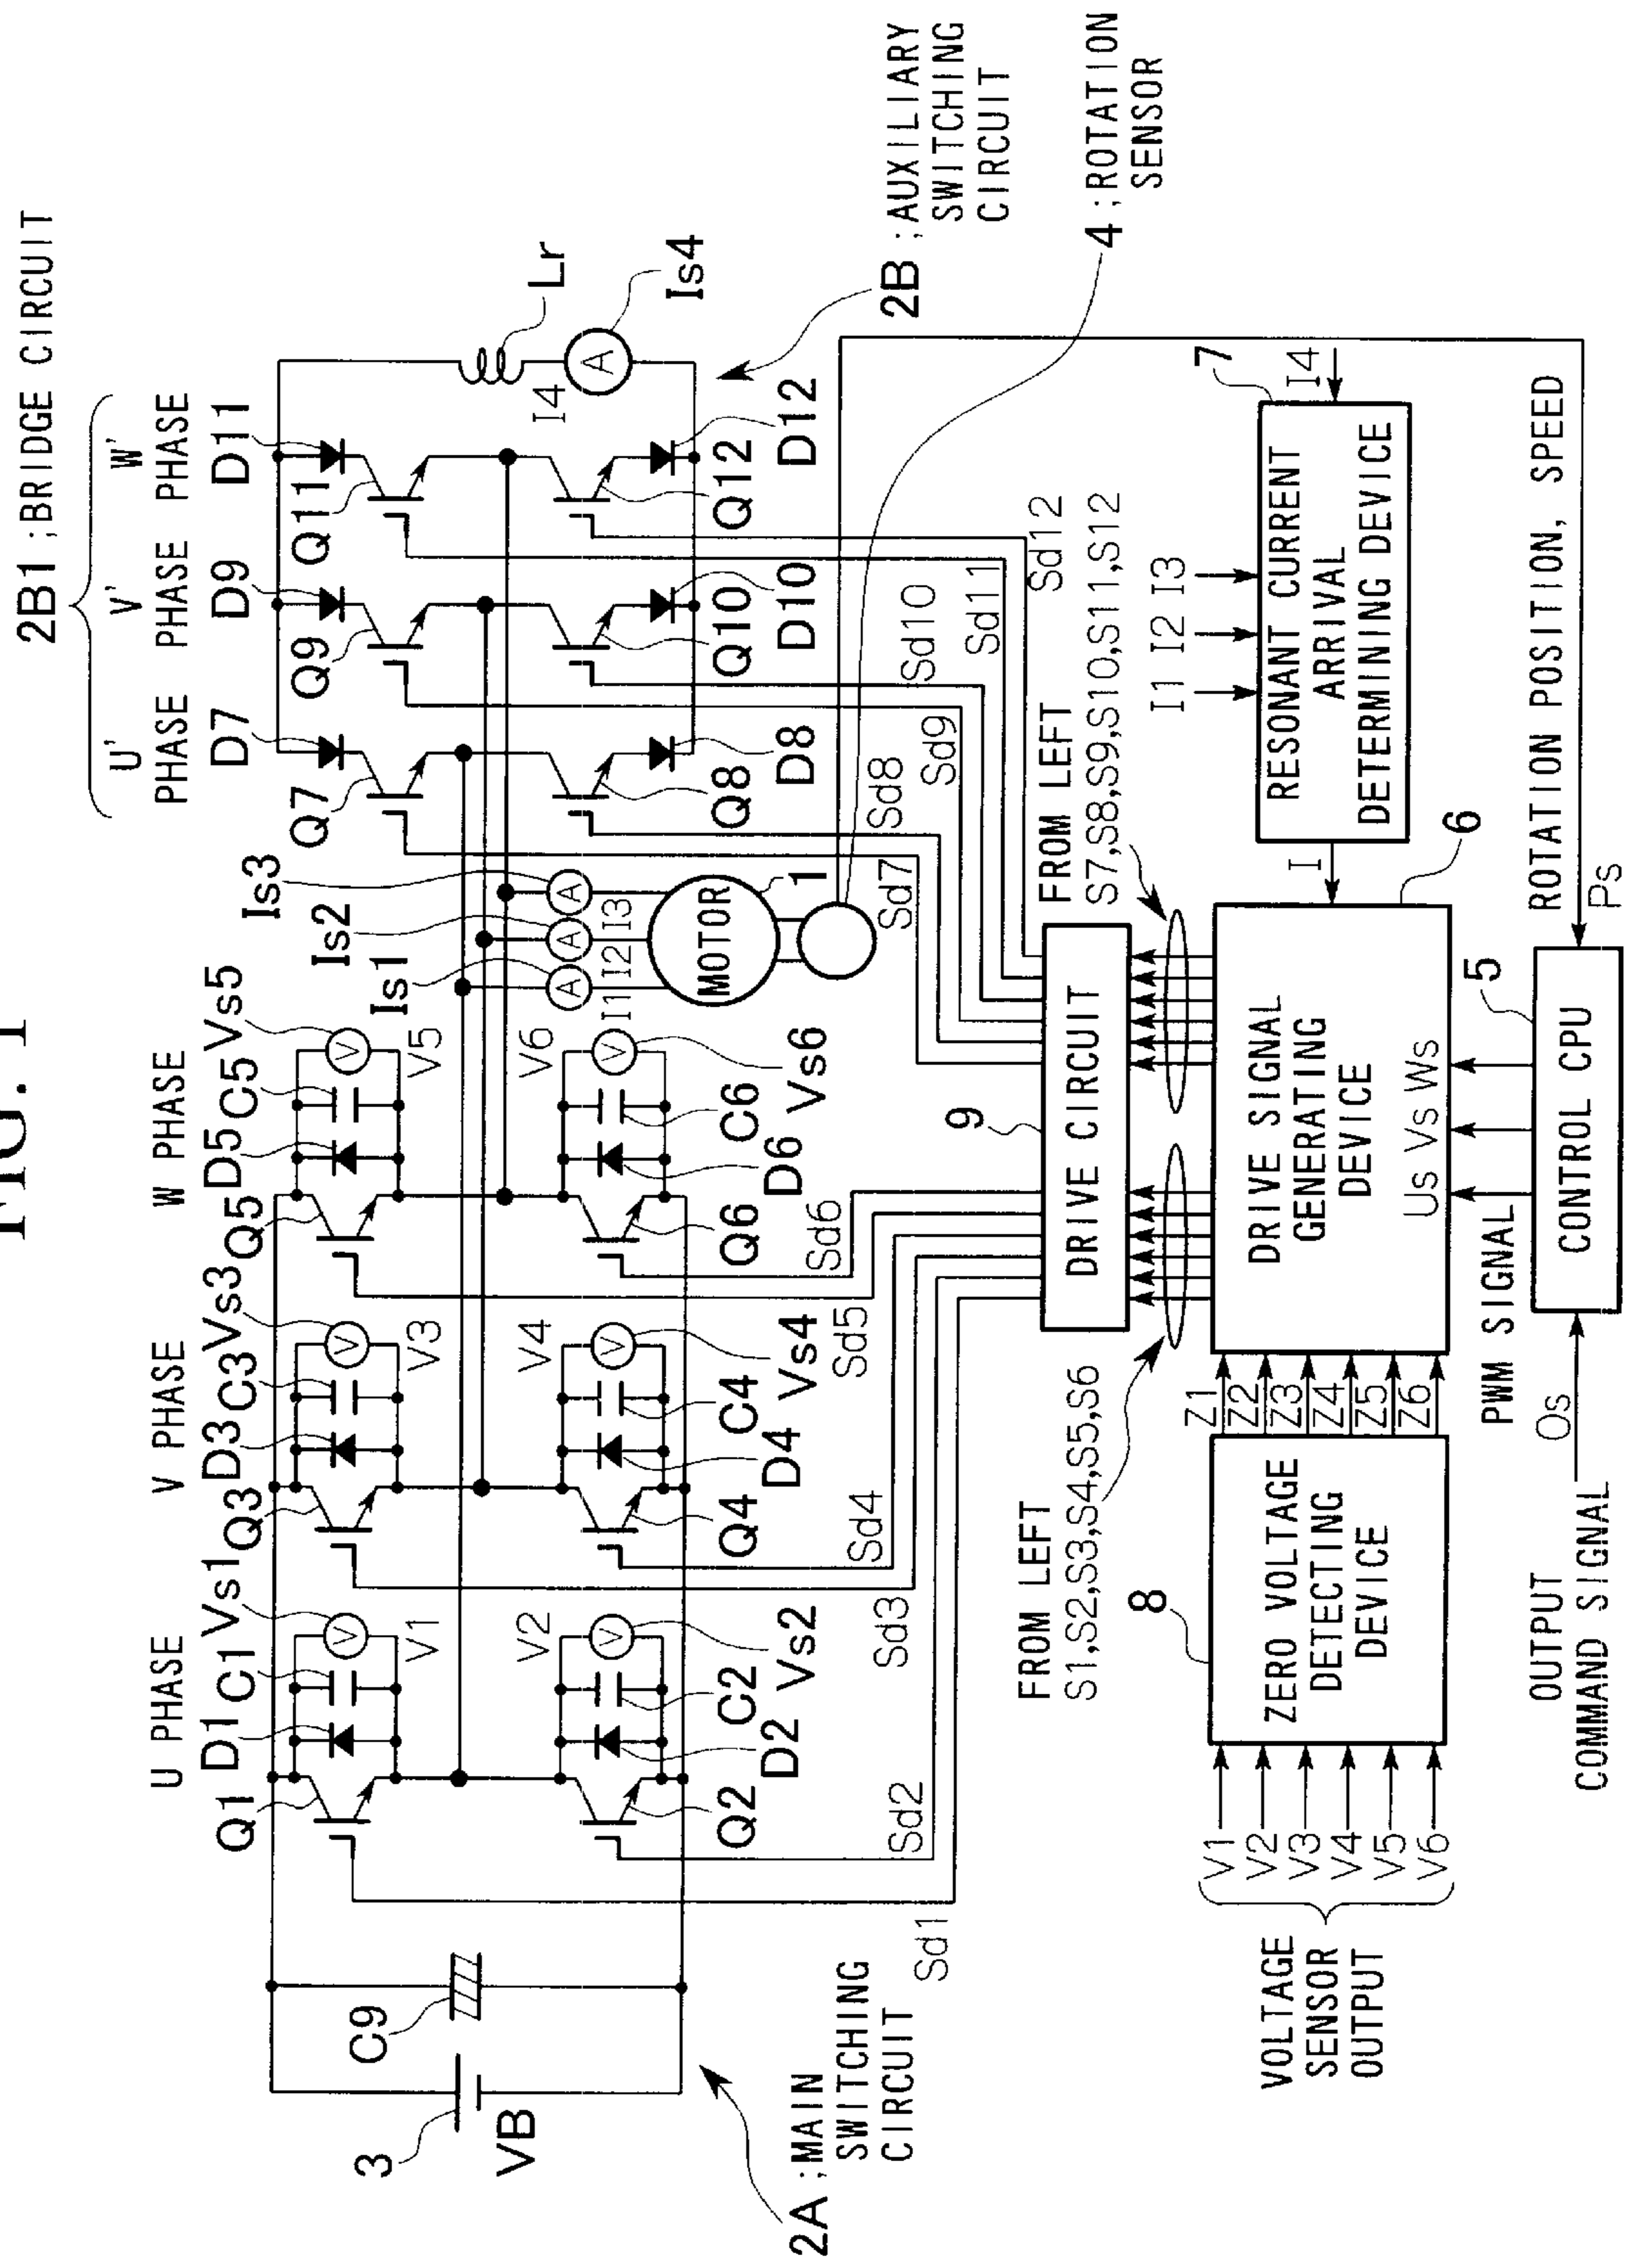 FIG. 1
2B1 ;BRIDGE CIRCUIT
U PHASE
V PHASE
W PHASE
U' PHASE
V' PHASE
W' PHASE
Q1
D1
C1
Vs1
Q3
D3
C3
Vs3
Q5
D5
C5
Vs5
D7
D9
D11
Q7
Q9
Q11
V
V1
V
V3
V
V5
Is1
Is2
Is3
Lr
C9
3
VB
A
A
A
I1
I2
I3
I4
A
Is4
V2
V
V4
V
V6
V
Q2
D2
C2
Vs2
Q4
D4
C4
Vs4
Q6
D6
C6
Vs6
MOTOR
1
Q8
D8
Q10
D10
Q12
D12
2A ;MAIN
SWITCHING
CIRCUIT
2B ;AUXILIARY
SWITCHING
CIRCUIT
4 ;ROTATION
SENSOR
Sd1
Sd2
Sd3
Sd4
Sd5
Sd6
Sd7
Sd8
Sd9
Sd10
Sd11
Sd12
9
DRIVE CIRCUIT
FROM LEFT
S1,S2,S3,S4,S5,S6
FROM LEFT
S7,S8,S9,S10,S11,S12
VOLTAGE
SENSOR
OUTPUT
V1
V2
V3
V4
V5
V6
8
ZERO VOLTAGE
DETECTING
DEVICE
Z1
Z2
Z3
Z4
Z5
Z6
DRIVE SIGNAL
GENERATING
DEVICE
6
Us Vs Ws
I
I1 I2 I3
7
I4
RESONANT CURRENT
ARRIVAL
DETERMINING DEVICE
PWM SIGNAL
5
OUTPUT
COMMAND SIGNAL
Os
CONTROL CPU
ROTATION POSITION, SPEED
Ps